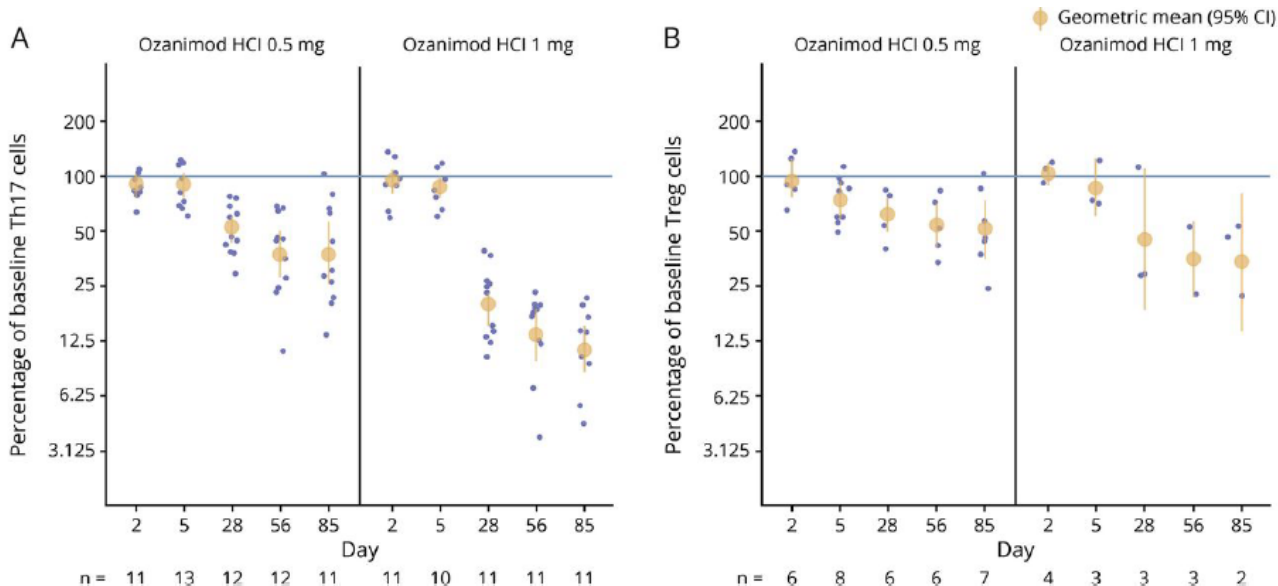 Geometric mean (95% CI)
A
Ozanimod HCl 0.5 mg
Ozanimod HCl 1 mg
Percentage of baseline Th17 cells
200
100
50
25
12.5
6.25
3.125
2 5 28 56 85 2 5 28 56 85
Day
n = 11 13 12 12 11 11 10 11 11 11
B
Ozanimod HCl 0.5 mg
Ozanimod HCl 1 mg
Percentage of baseline Treg cells
200
100
50
25
12.5
6.25
3.125
2 5 28 56 85 2 5 28 56 85
Day
n = 6 8 6 6 7 4 3 3 3 2